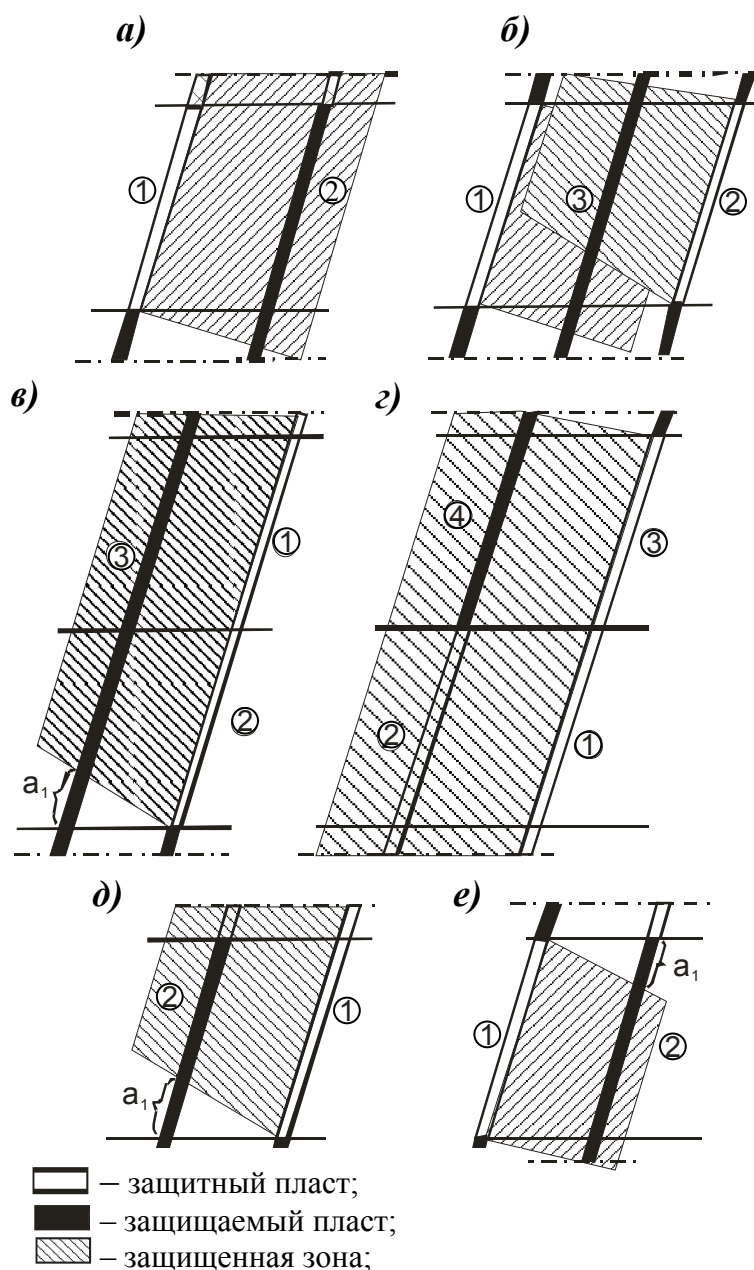 а) б)
① ② ① ③ ②
в) г)
③ ① ② a₁
④ ③ ② ①
д) е)
② ① a₁
① ② a₁
– защитный пласт;
– защищаемый пласт;
– защищенная зона;